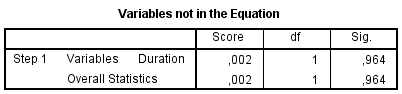 Variables not in the Equation
Score df Sig.
Step 1 Variables Duration ,002 1 ,964
Overall Statistics ,002 1 ,964